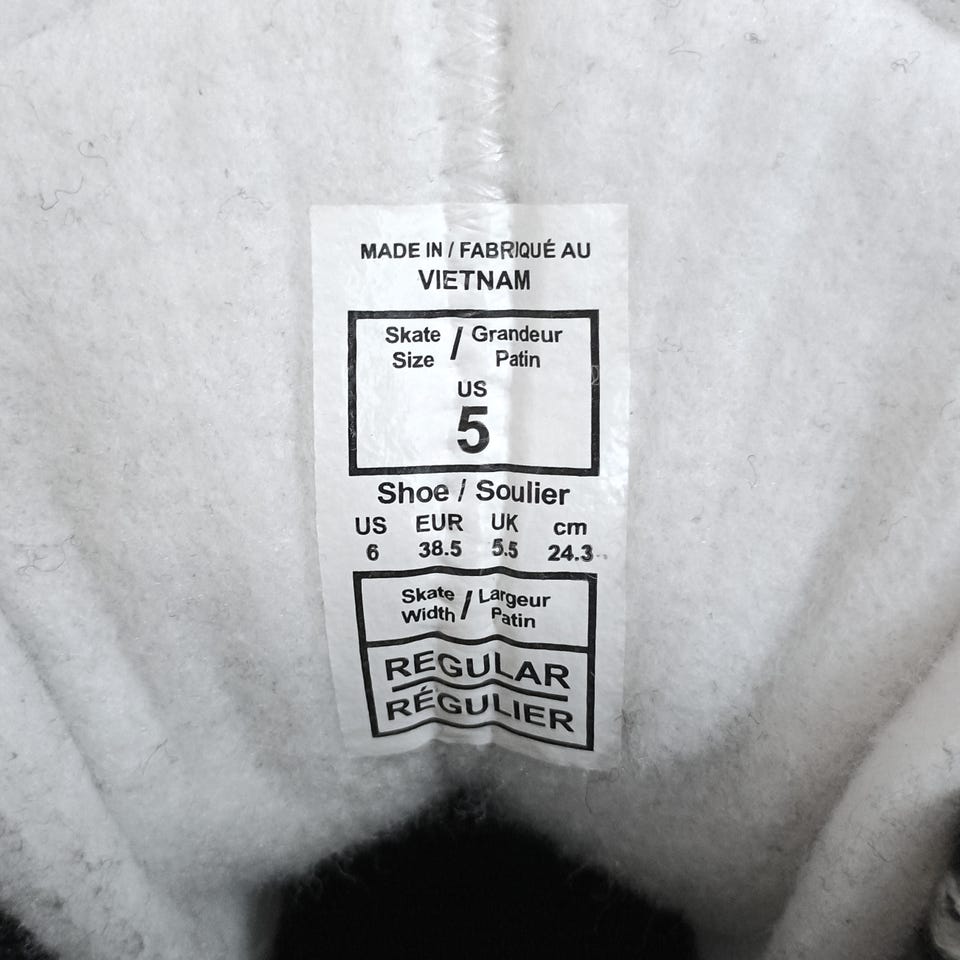 MADE IN / FABRIQUÉ AU
VIETNAM
Skate Size / Grandeur Patin
US
5
Shoe / Soulier
US EUR UK cm
6 38.5 5.5 24.3
Skate Width / Largeur Patin
REGULAR
RÉGULIER